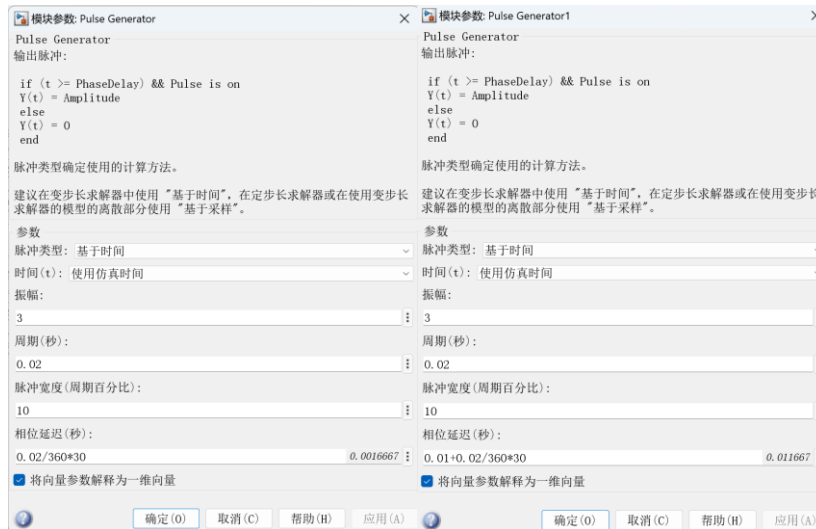 模块参数: Pulse Generator
Pulse Generator
输出脉冲:
if (t >= PhaseDelay) && Pulse is on
Y(t) = Amplitude
else
Y(t) = 0
end
脉冲类型确定使用的计算方法。
建议在变步长求解器中使用 "基于时间", 在定步长求解器或在使用变步长
求解器的模型的离散部分使用 "基于采样"。
参数
脉冲类型: 基于时间
时间(t): 使用仿真时间
振幅:
3
周期(秒):
0.02
脉冲宽度(周期百分比):
10
相位延迟(秒):
0.02/360*30 0.0016667
将向量参数解释为一维向量
确定(O) 取消(C) 帮助(H) 应用(A)
模块参数: Pulse Generator1
Pulse Generator
输出脉冲:
if (t >= PhaseDelay) && Pulse is on
Y(t) = Amplitude
else
Y(t) = 0
end
脉冲类型确定使用的计算方法。
建议在变步长求解器中使用 "基于时间", 在定步长求解器或在使用变步长
求解器的模型的离散部分使用 "基于采样"。
参数
脉冲类型: 基于时间
时间(t): 使用仿真时间
振幅:
3
周期(秒):
0.02
脉冲宽度(周期百分比):
10
相位延迟(秒):
0.01+0.02/360*30 0.011667
将向量参数解释为一维向量
确定(O) 取消(C) 帮助(H) 应用(A)